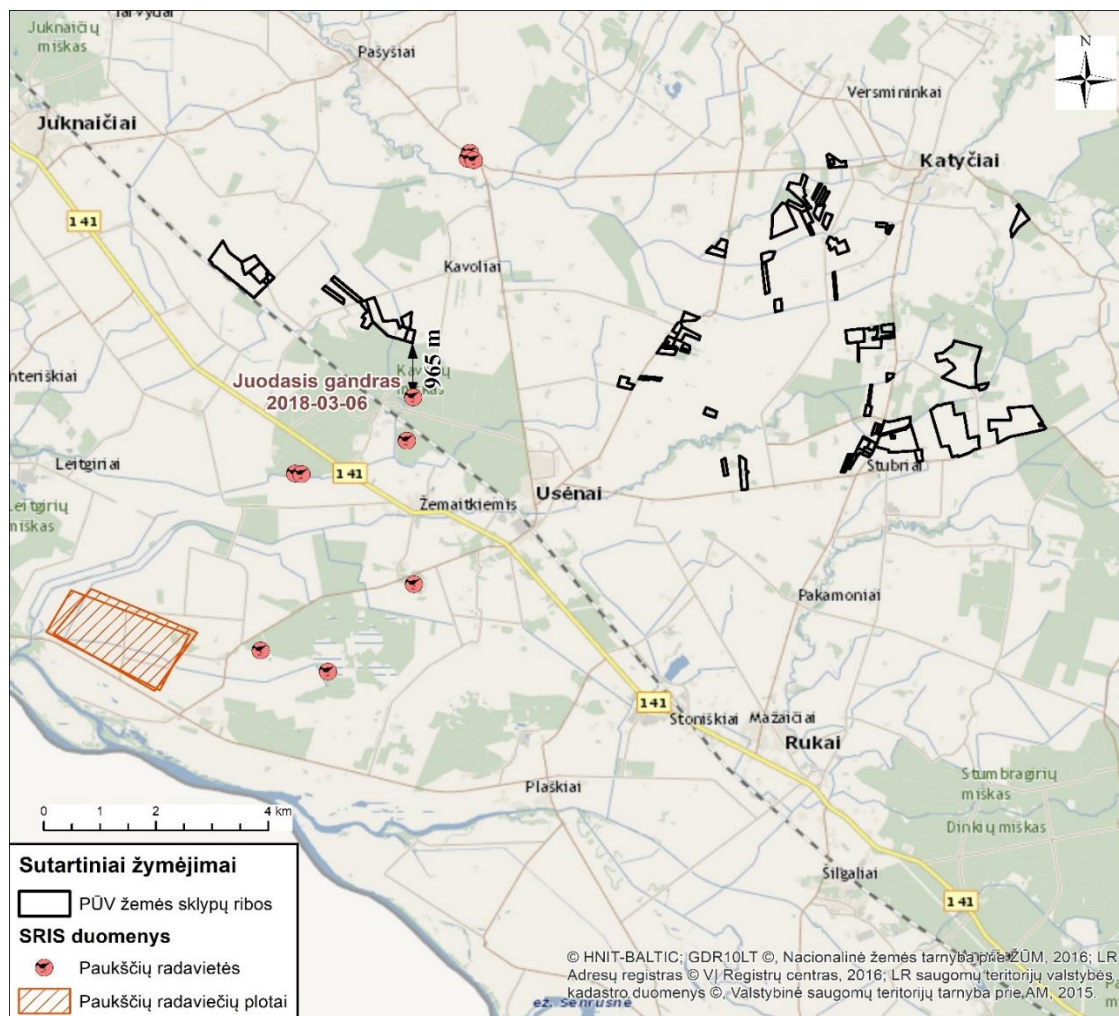 Juknaičių
miškas
Pašyšiai
N
Versmininkai
Juknaičiai
Katyčiai
141
Kavoliai
965 m
Juodasis gandras
2018-03-06
Leitgiriai
141
Stubriai
Usėnai
Žemaitkiemis
miškas
Pakamoniai
141
Stoniškiai
Mažaičiai
Rukai
Stumbragirių
miškas
Plaškiai
Dinkių miškas
0
2
4 km
Šilgaliai
141
Sutartiniai žymėjimai
PŪV žemės sklypų ribos
SRIS duomenys
Paukščių radavietės
Paukščių radaviečių plotai
© HNIT-BALTIC; GDR10LT ©, Nacionalinė žemės tarnyba prie ŽŪM, 2016; LR
Adresų registras © VĮ Registrų centras, 2016; LR saugomų teritorijų valstybės
kadastro duomenys ©, Valstybinė saugomų teritorijų tarnyba prie AM, 2015.